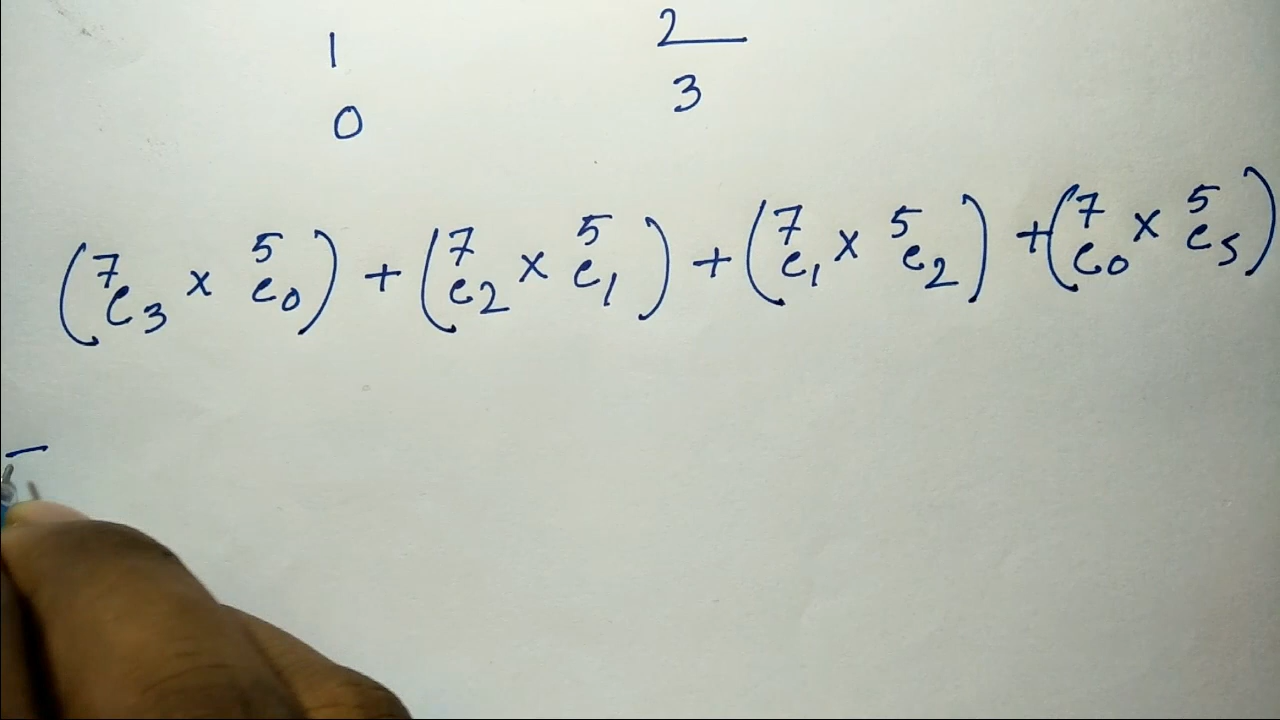 1 2
0 3
(⁷c₃ × ⁵c₀) + (⁷c₂ × ⁵c₁) + (⁷c₁ × ⁵c₂) + (⁷c₀ × ⁵c₅)